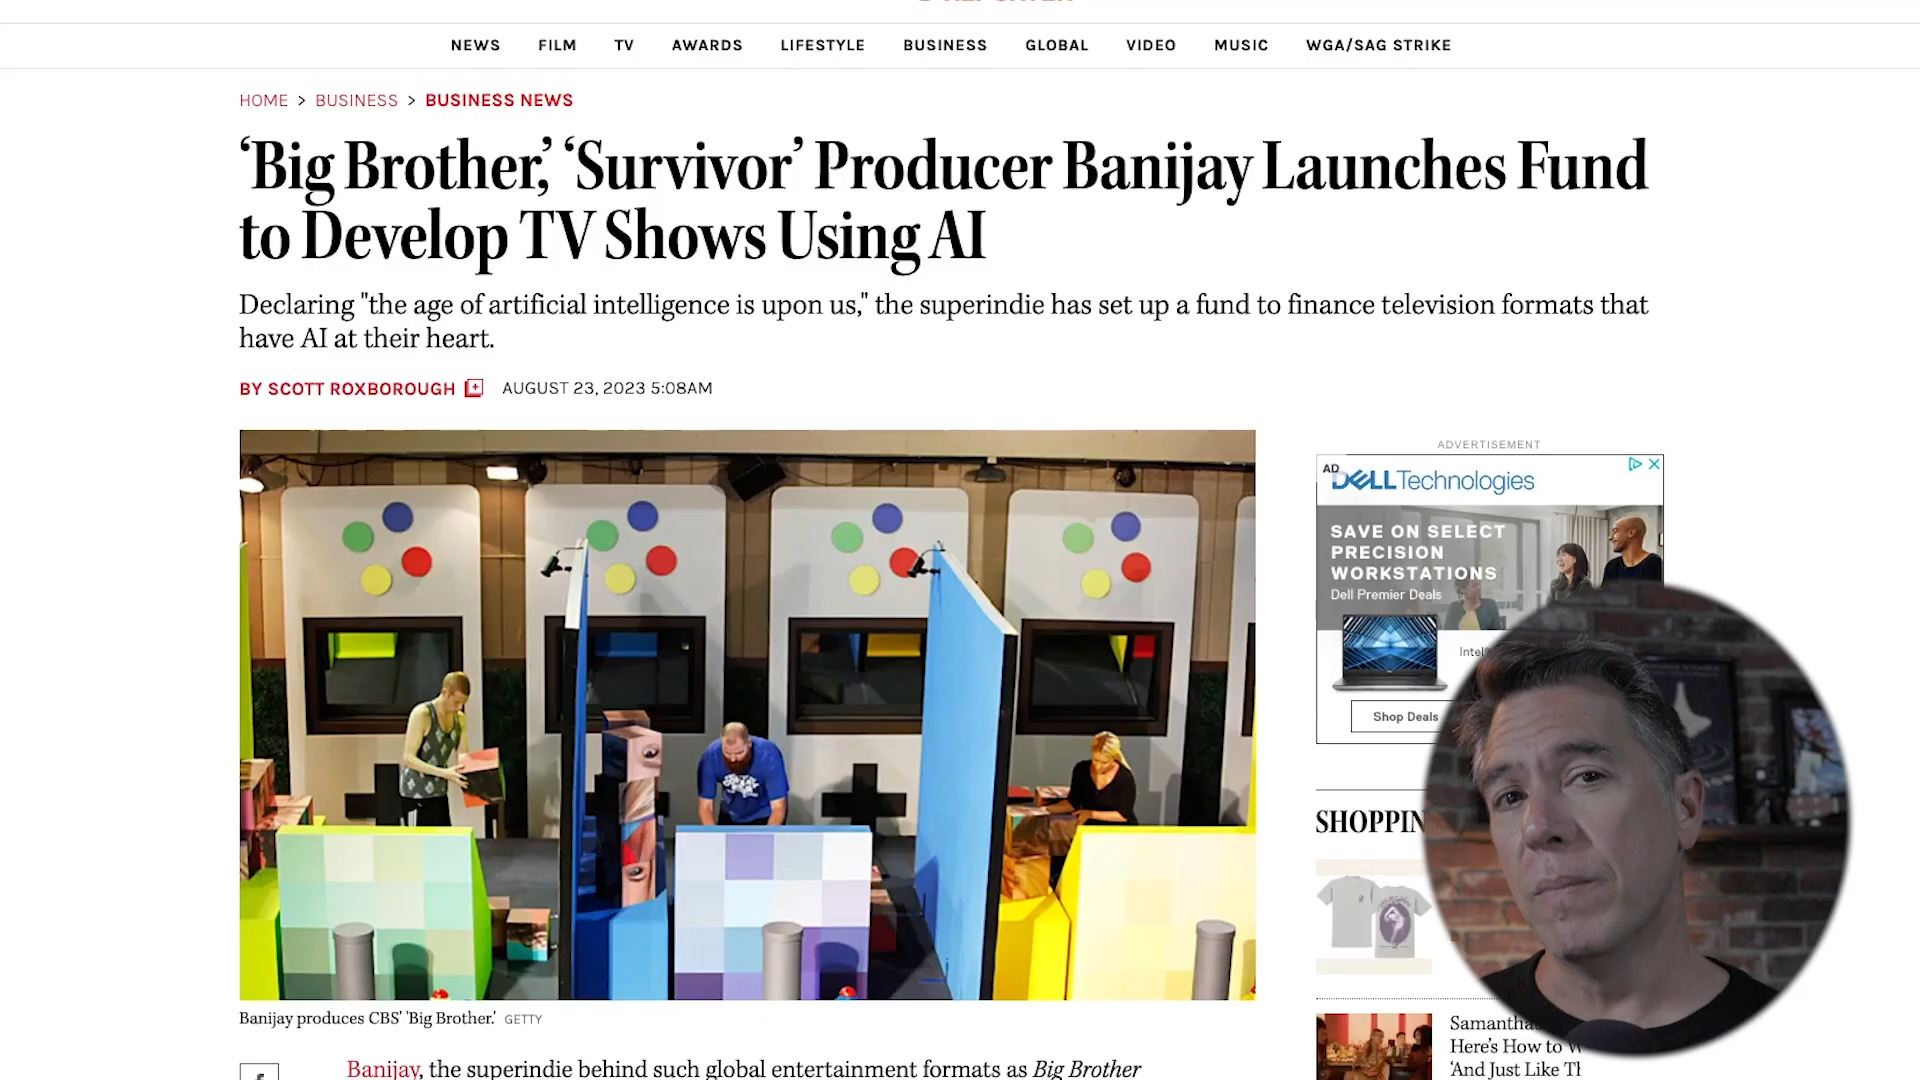 NEWS FILM TV AWARDS LIFESTYLE BUSINESS GLOBAL VIDEO MUSIC WGA/SAG STRIKE
HOME > BUSINESS > BUSINESS NEWS
‘Big Brother,’ ‘Survivor’ Producer Banijay Launches Fund
to Develop TV Shows Using AI
Declaring "the age of artificial intelligence is upon us," the superindie has set up a fund to finance television formats that
have AI at their heart.
BY SCOTT ROXBOROUGH AUGUST 23, 2023 5:08AM
Banijay produces CBS' 'Big Brother.' GETTY
Banijay, the superindie behind such global entertainment formats as Big Brother
ADVERTISEMENT
AD
DELL Technologies
SAVE ON SELECT
PRECISION
WORKSTATIONS
Dell Premier Deals
Intel
Shop Deals
SHOPPIN
Samantha
Here's How to W
'And Just Like Th